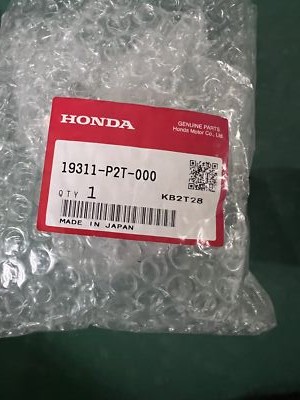 GENUINE PARTS
HONDA
Honda Motor Co., Ltd.
19311-P2T-000
QTY 1
KB2T28
MADE IN JAPAN